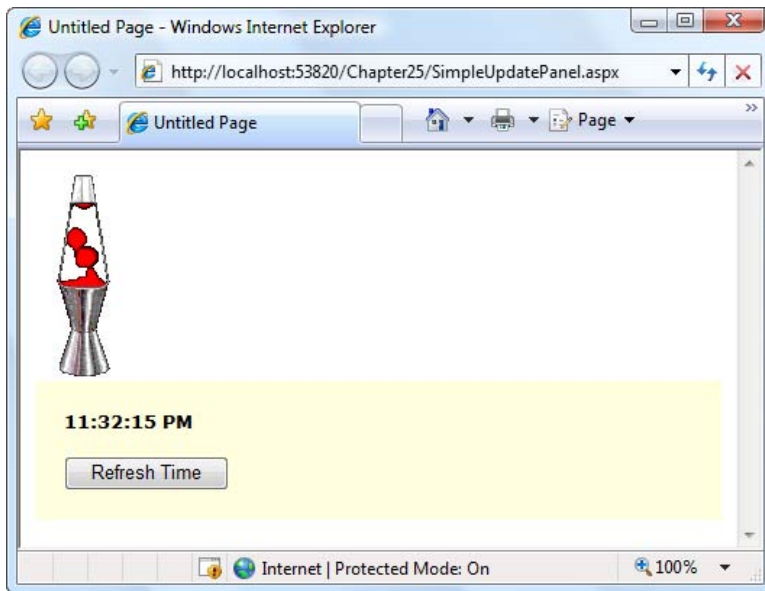 Untitled Page - Windows Internet Explorer
http://localhost:53820/Chapter25/SimpleUpdatePanel.aspx
Untitled Page
Page
11:32:15 PM
Refresh Time
Internet | Protected Mode: On
100%